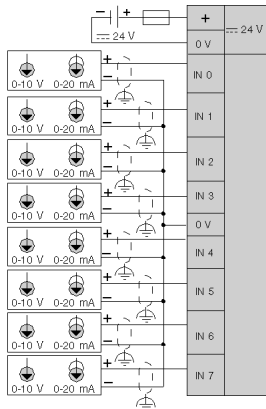 − + +
⎓ 24 V
⎓ 24 V
0 V
+ IN 0
0-10 V 0-20 mA −
+ IN 1
0-10 V 0-20 mA −
+ IN 2
0-10 V 0-20 mA −
+ IN 3
0-10 V 0-20 mA −
0 V
+ IN 4
0-10 V 0-20 mA −
+ IN 5
0-10 V 0-20 mA −
+ IN 6
0-10 V 0-20 mA −
+ IN 7
0-10 V 0-20 mA −